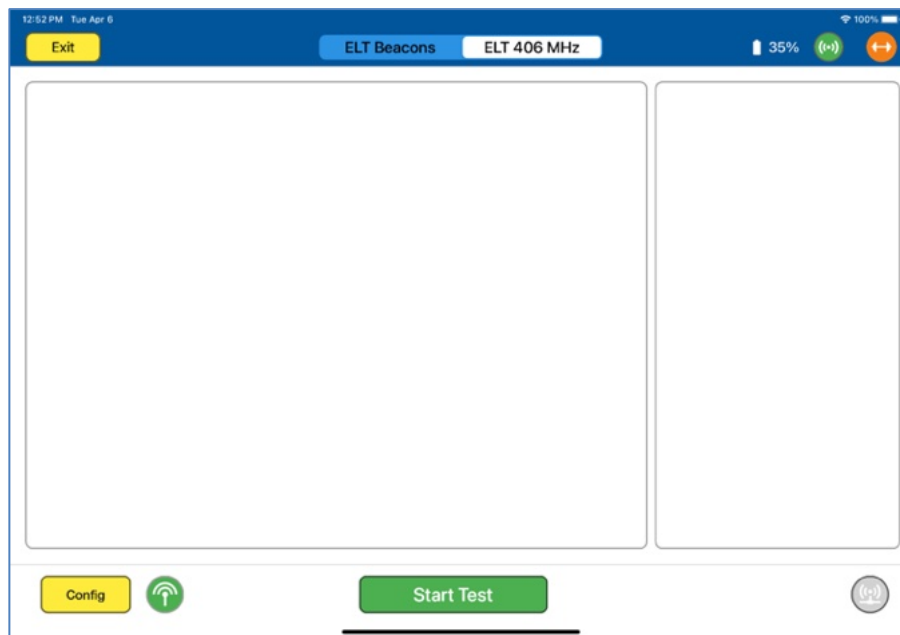 12:52 PM Tue Apr 6 100%
Exit ELT Beacons ELT 406 MHz 35%
Config Start Test